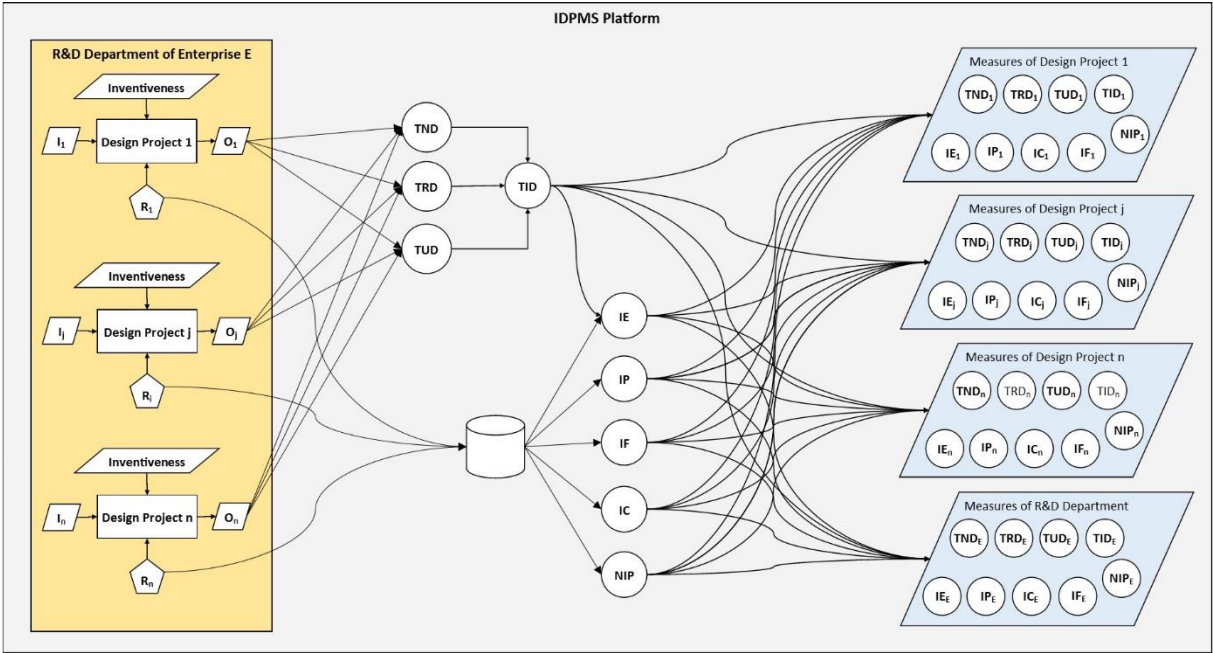 IDPMS Platform
R&D Department of Enterprise E
Inventiveness
I1
Design Project 1
O1
R1
Inventiveness
Ij
Design Project j
Oj
Rj
Inventiveness
In
Design Project n
On
Rn
TND
TRD
TUD
TID
IE
IP
IF
IC
NIP
Measures of Design Project 1
TND1 TRD1 TUD1 TID1
NIP1
IE1 IP1 IC1 IF1
Measures of Design Project j
TNDj TRDj TUDj TIDj
NIPj
IEj IPj ICj IFj
Measures of Design Project n
TNDn TRDn TUDn TIDn
NIPn
IEn IPn ICn IFn
Measures of R&D Department
TNDE TRDE TUDE TIDE
NIPE
IEE IPE ICE IFE